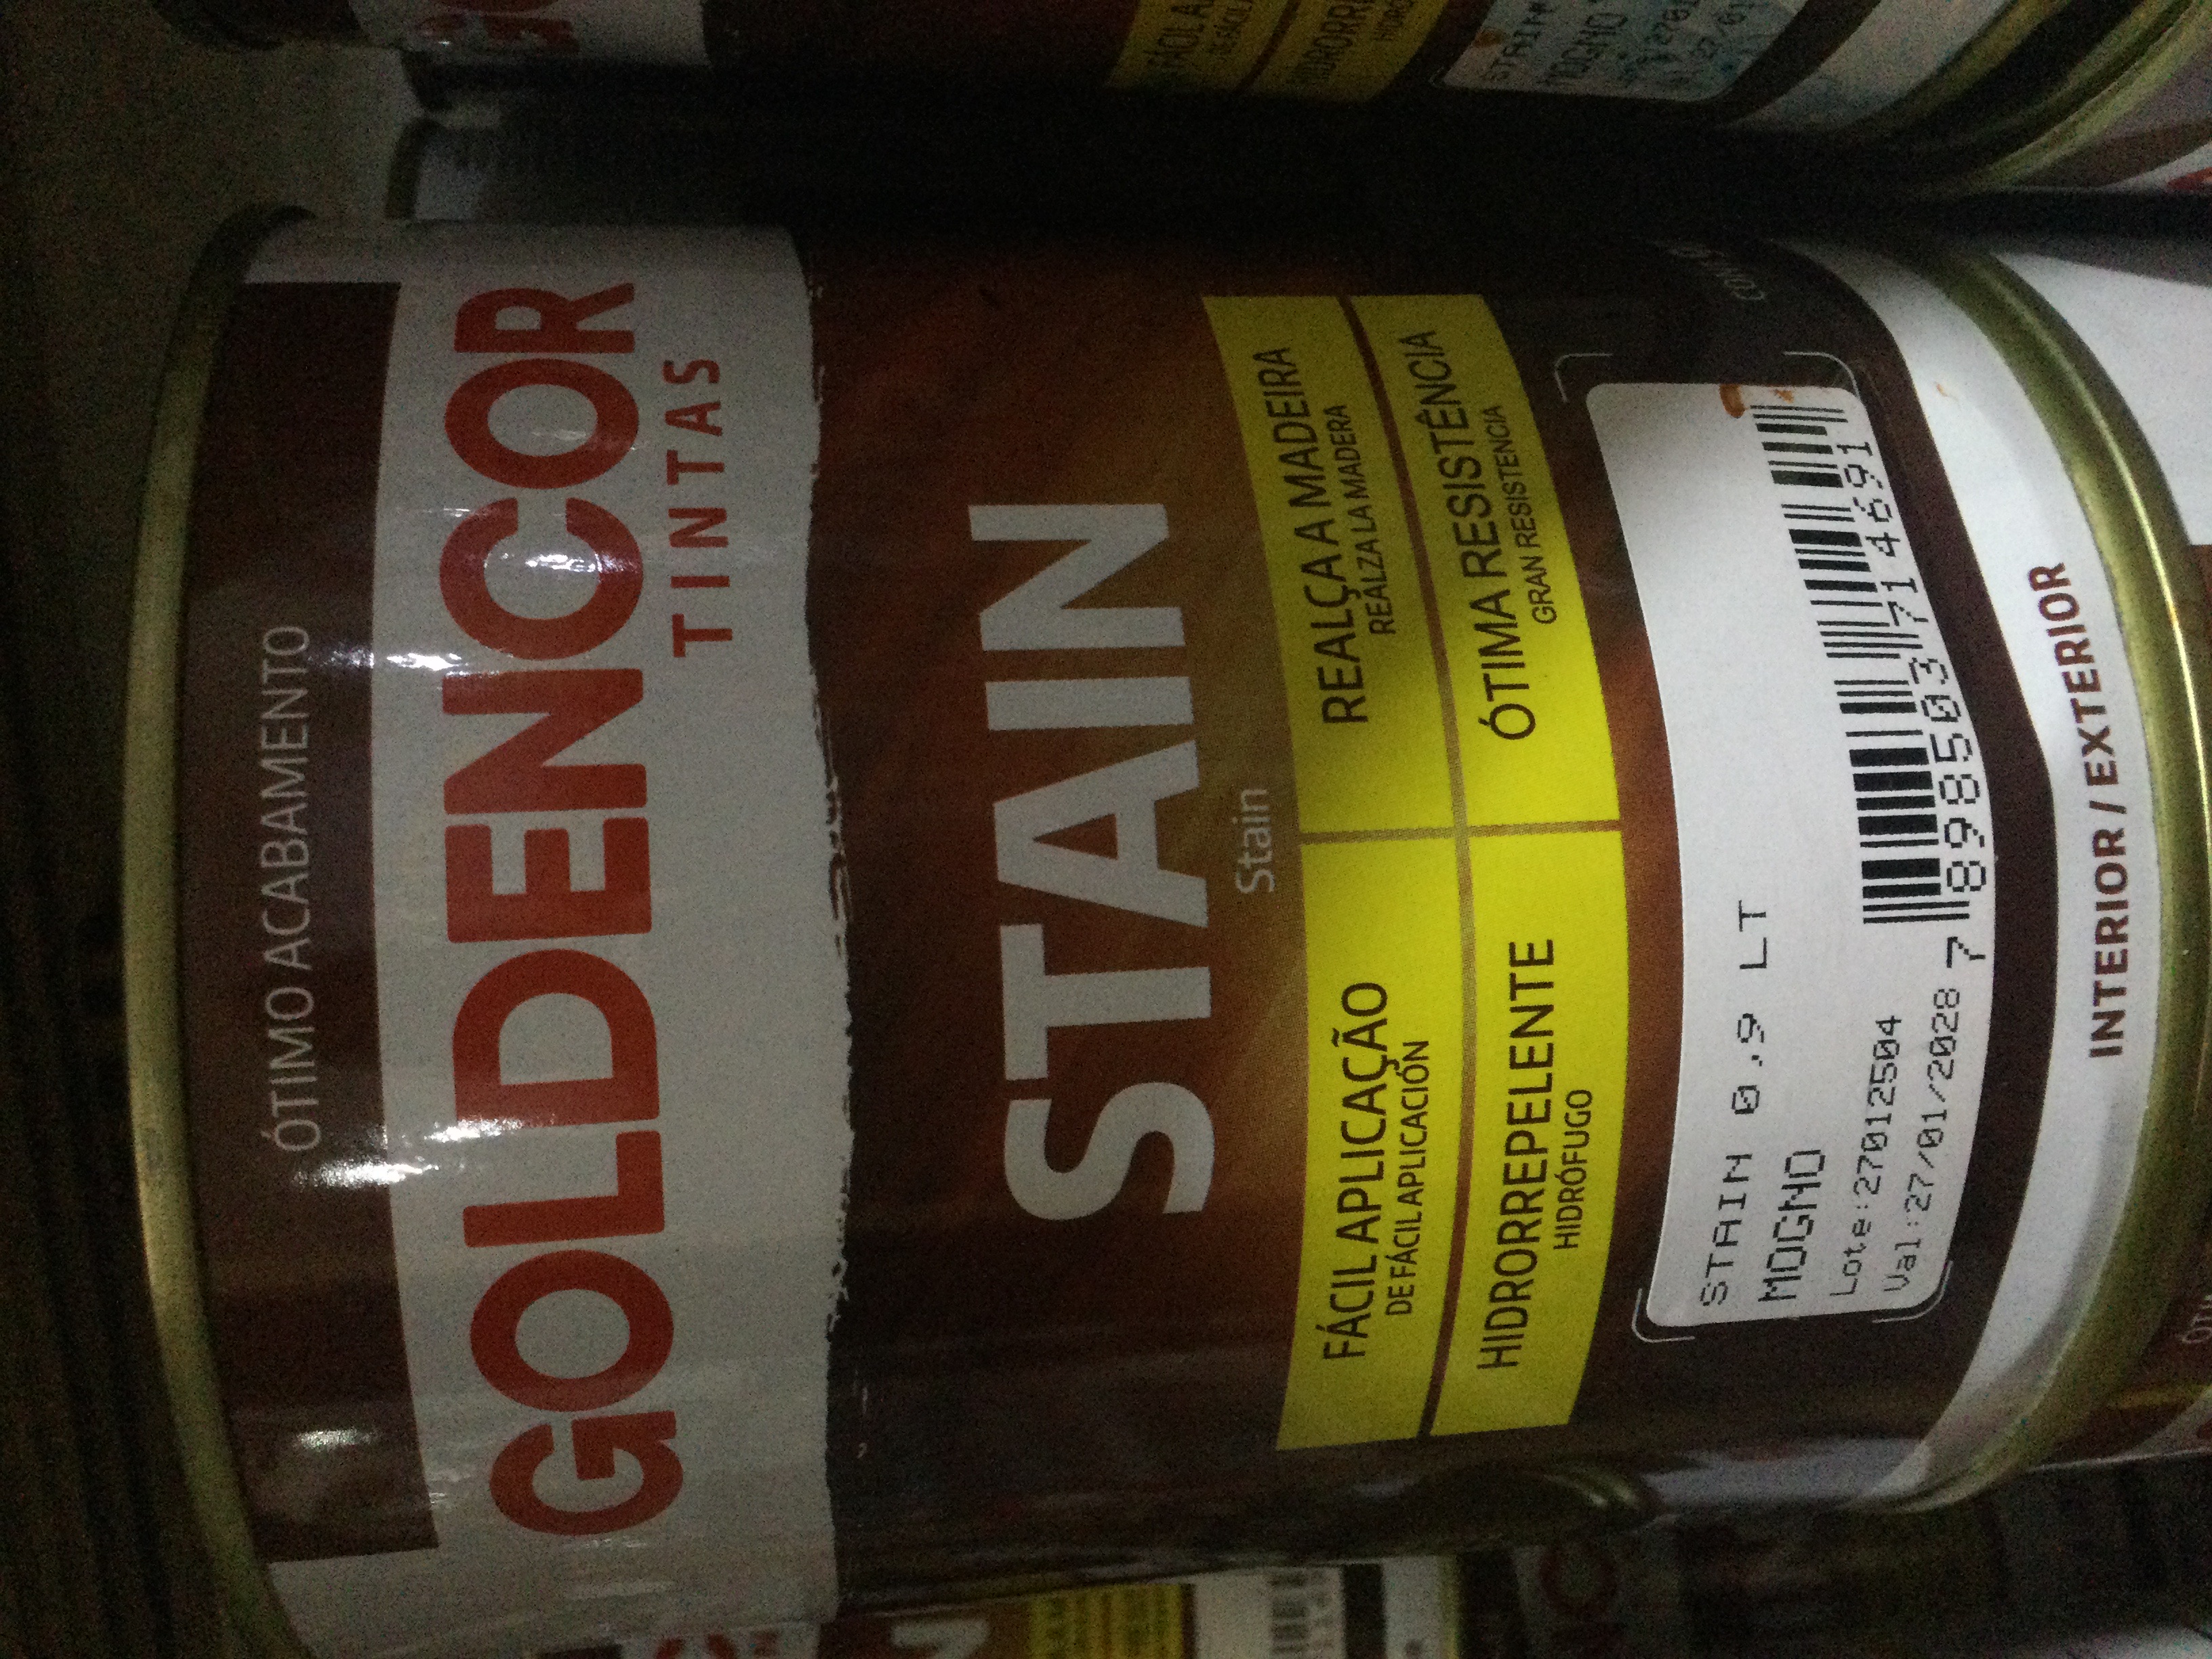 ÓTIMO ACABAMENTO
GOLDENCOR
TINTAS
STAIN
Stain
FÁCIL APLICAÇÃO
DE FÁCIL APLICACIÓN
REALÇA A MADEIRA
REALZA LA MADERA
HIDRORREPELENTE
HIDRÓFUGO
ÓTIMA RESISTÊNCIA
GRAN RESISTENCIA
STAIN 0.9 LT
MOGNO
Lote:27012504
Val:27/01/2028
7 898503 714691
INTERIOR / EXTERIOR